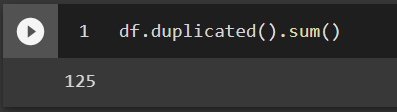 1 df.duplicated().sum()
125